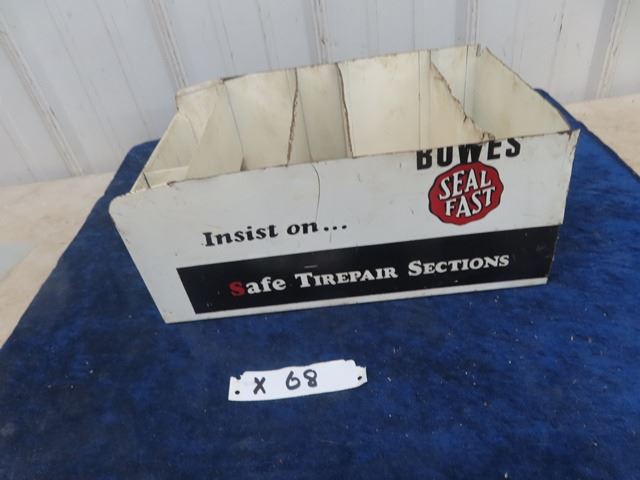 BOWES
SEAL
FAST
Insist on...
Safe TIREPAIR SECTIONS
X 68